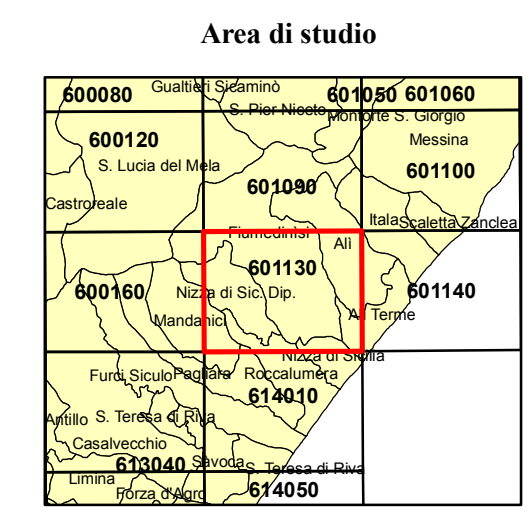 Area di studio
600080 Gualtieri Sicaminò 601050 601060
S. Pier Niceto Monforte S. Giorgio
600120 Messina
S. Lucia del Mela 601100
601090
Castroreale
Itala Scaletta Zanclea
Fiumedinisi Alì
601130
600160 Nizza di Sic. Dip. 601140
Mandanici Alì Terme
Nizza di Sicilia
Furci Siculo Pagliara Roccalumera
614010
Antillo S. Teresa di Riva
Casalvecchio
613040 Savoca S. Teresa di Riva
Limina
Forza d'Agrò 614050